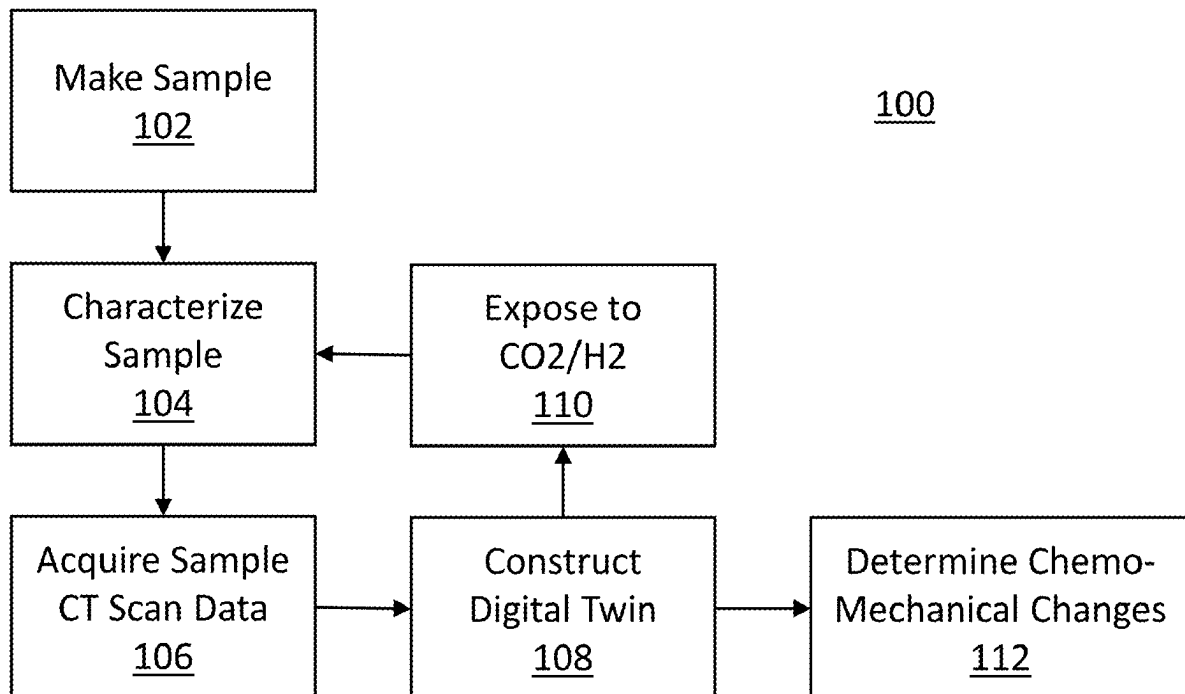 Make Sample
102
100
Characterize
Sample
104
Expose to
CO2/H2
110
Acquire Sample
CT Scan Data
106
Construct
Digital Twin
108
Determine Chemo-
Mechanical Changes
112